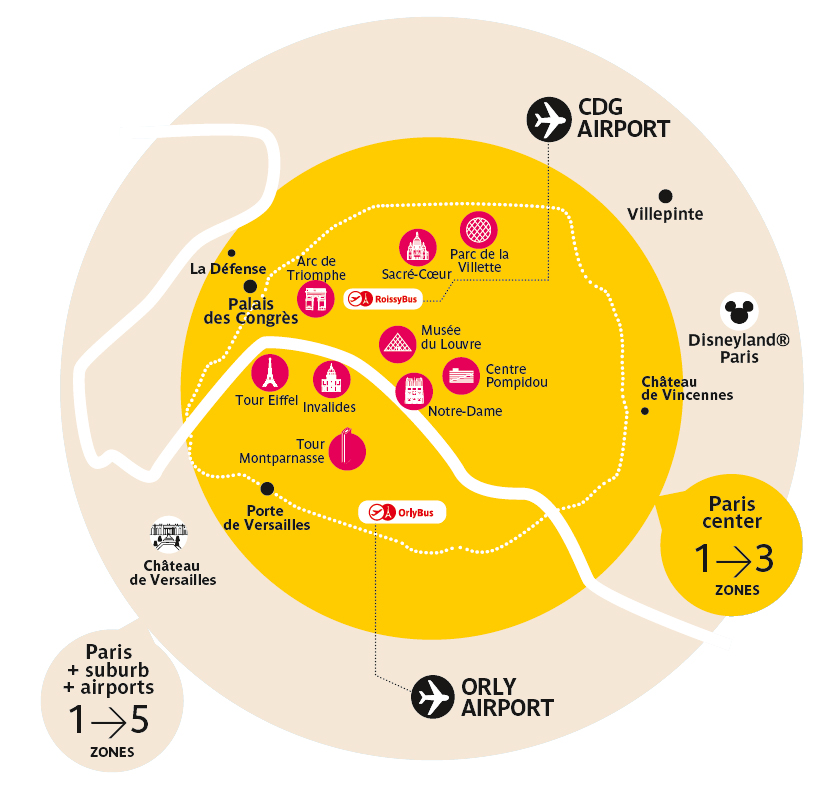 CDG
AIRPORT
Villepinte
La Défense
Arc de
Triomphe
Sacré-Cœur
Parc de la
Villette
Palais
des Congrès
RoissyBus
Musée
du Louvre
Disneyland®
Paris
Centre
Pompidou
Château
de Vincennes
Tour Eiffel
Invalides
Notre-Dame
Tour
Montparnasse
Porte
de Versailles
OrlyBus
Paris
center
1→3
ZONES
Château
de Versailles
Paris
+ suburb
+ airports
1→5
ZONES
ORLY
AIRPORT